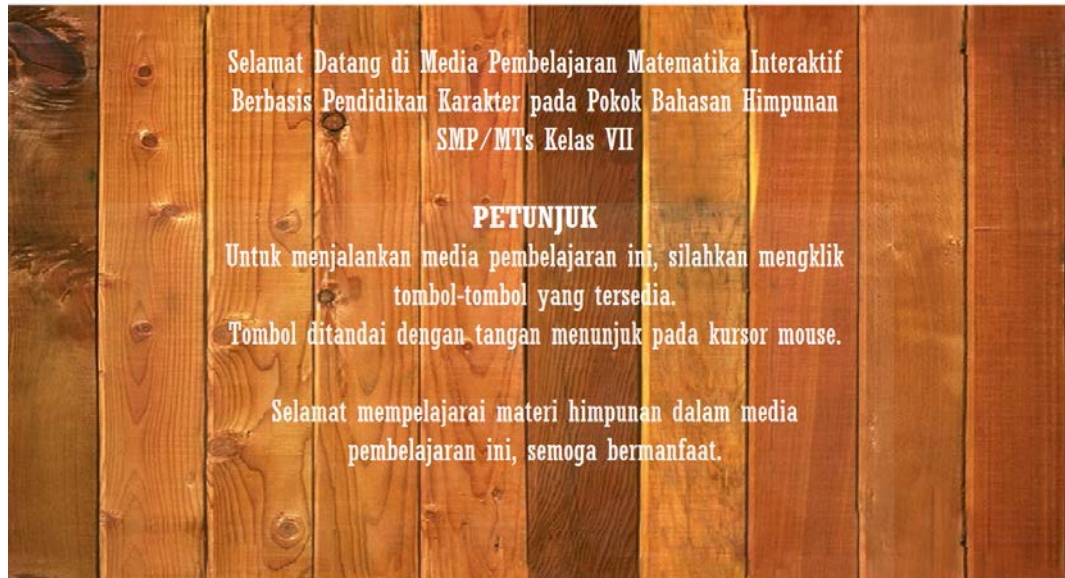 Selamat Datang di Media Pembelajaran Matematika Interaktif
Berbasis Pendidikan Karakter pada Pokok Bahasan Himpunan
SMP/MTs Kelas VII
PETUNJUK
Untuk menjalankan media pembelajaran ini, silahkan mengklik
tombol-tombol yang tersedia.
Tombol ditandai dengan tangan menunjuk pada kursor mouse.
Selamat mempelajarai materi himpunan dalam media
pembelajaran ini, semoga bermanfaat.